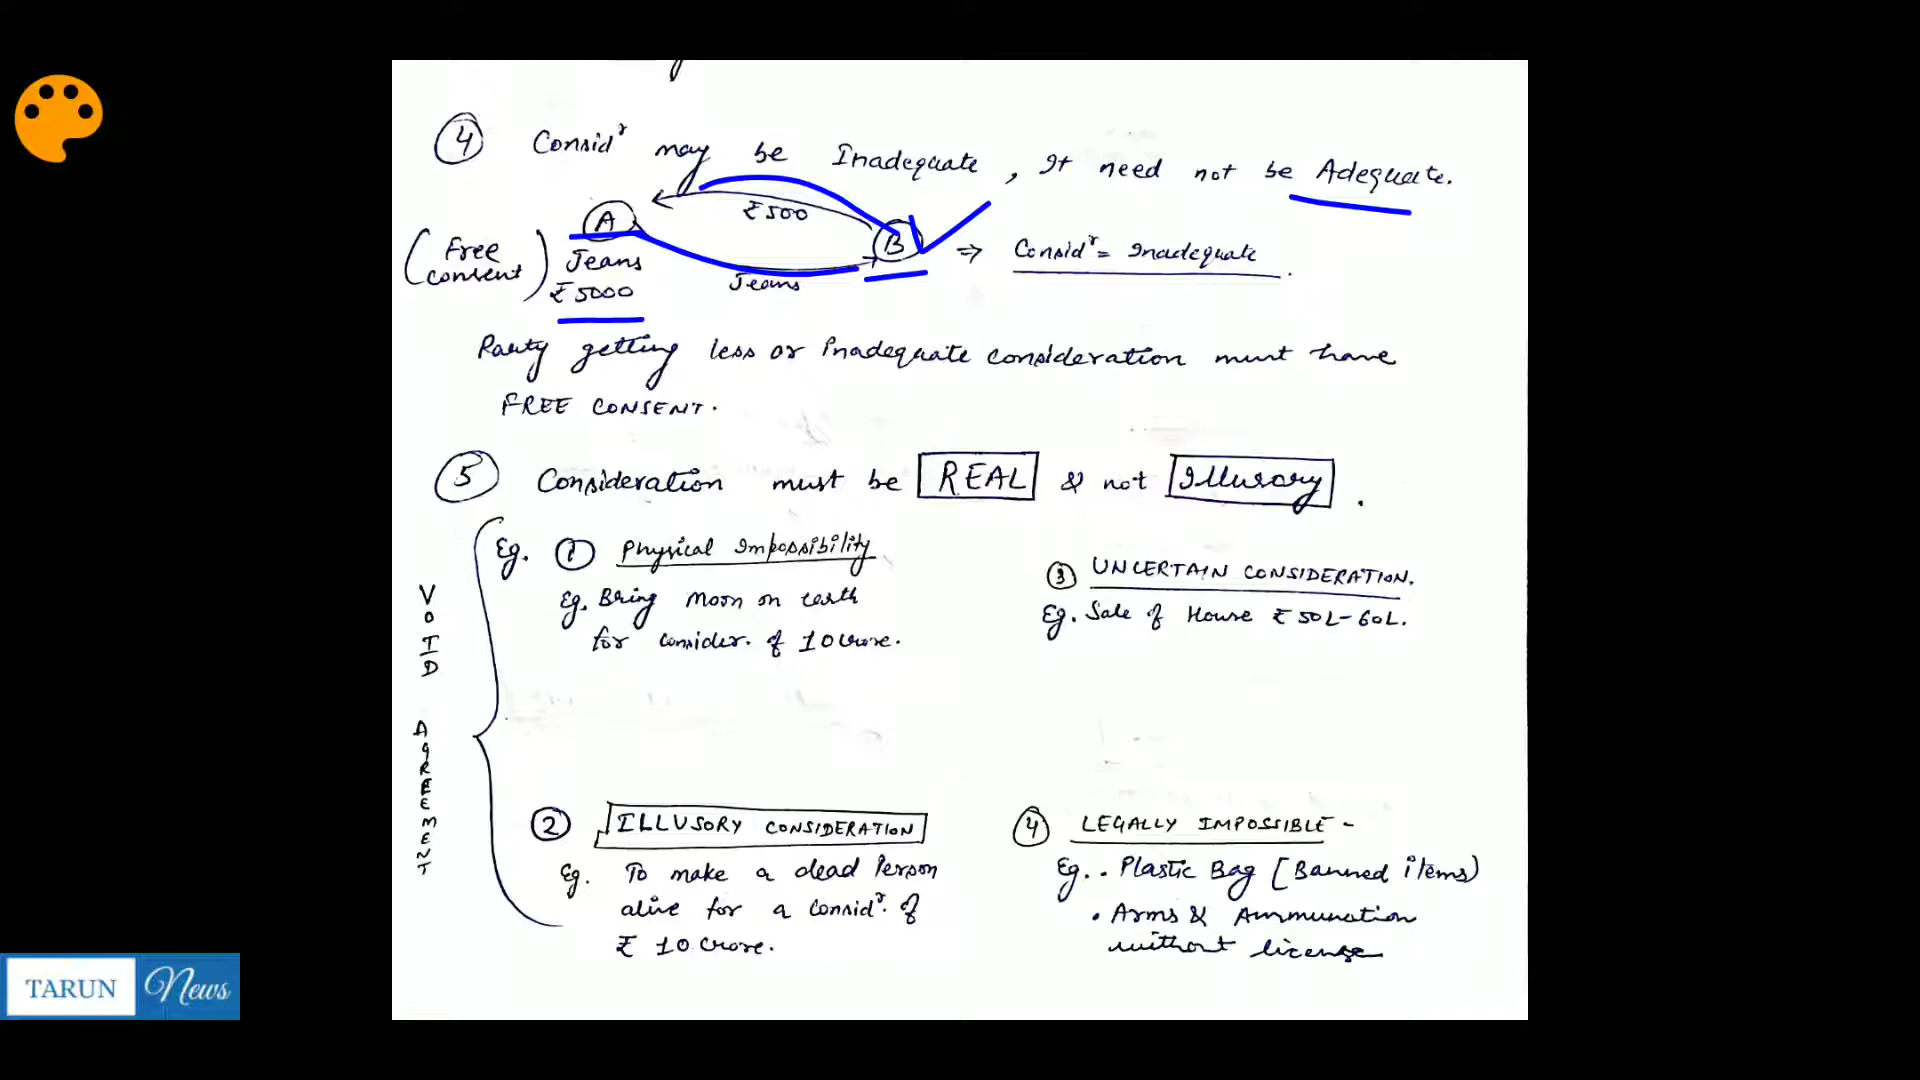 4 Considʳ may be Inadequate, It need not be Adequate.
₹500
A
B
(Free consent)
Jeans
₹5000
Jeans
⇒ Considʳ = Inadequate.
Party getting less or inadequate consideration must have
FREE CONSENT.
5 Consideration must be REAL & not Illusory.
VOID AGREEMENT
Eg. 1 Physical Impossibility
Eg. Bring moon on earth
for consider. of 10 crore.
3 UNCERTAIN CONSIDERATION.
Eg. Sale of House ₹50L-60L.
2 ILLUSORY CONSIDERATION
Eg. To make a dead Person
alive for a considʳ. of
₹ 10 crore.
4 LEGALLY IMPOSSIBLE -
Eg. • Plastic Bag [Banned items)
• Arms & Ammunation
without license
TARUN News